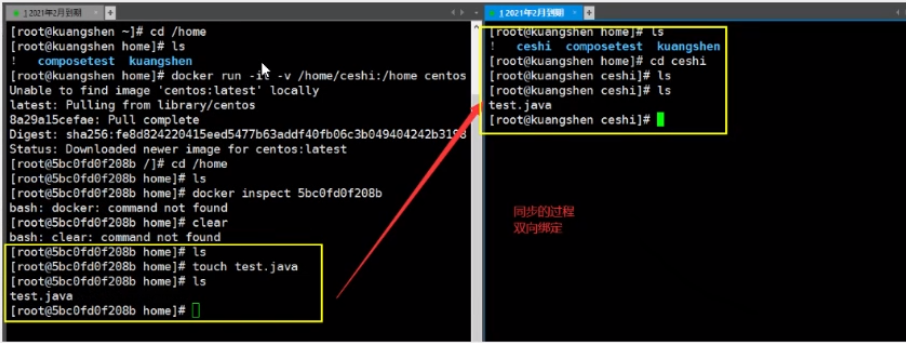 1 2021年2月到期
[root@kuangshen ~]# cd /home
[root@kuangshen home]# ls
! composetest kuangshen
[root@kuangshen home]# docker run -it -v /home/ceshi:/home centos
Unable to find image 'centos:latest' locally
latest: Pulling from library/centos
8a29a15cefae: Pull complete
Digest: sha256:fe8d824220415eed5477b63addf40fb06c3b049404242b31982106ac204f6700
Status: Downloaded newer image for centos:latest
[root@5bc0fd0f208b /]# cd /home
[root@5bc0fd0f208b home]# ls
[root@5bc0fd0f208b home]# docker inspect 5bc0fd0f208b
bash: docker: command not found
[root@5bc0fd0f208b home]# clear
bash: clear: command not found
[root@5bc0fd0f208b home]# ls
[root@5bc0fd0f208b home]# touch test.java
[root@5bc0fd0f208b home]# ls
test.java
[root@5bc0fd0f208b home]#
1 2021年2月到期
[root@kuangshen home]# ls
! ceshi composetest kuangshen
[root@kuangshen home]# cd ceshi
[root@kuangshen ceshi]# ls
[root@kuangshen ceshi]# ls
test.java
[root@kuangshen ceshi]#
同步的过程
双向绑定